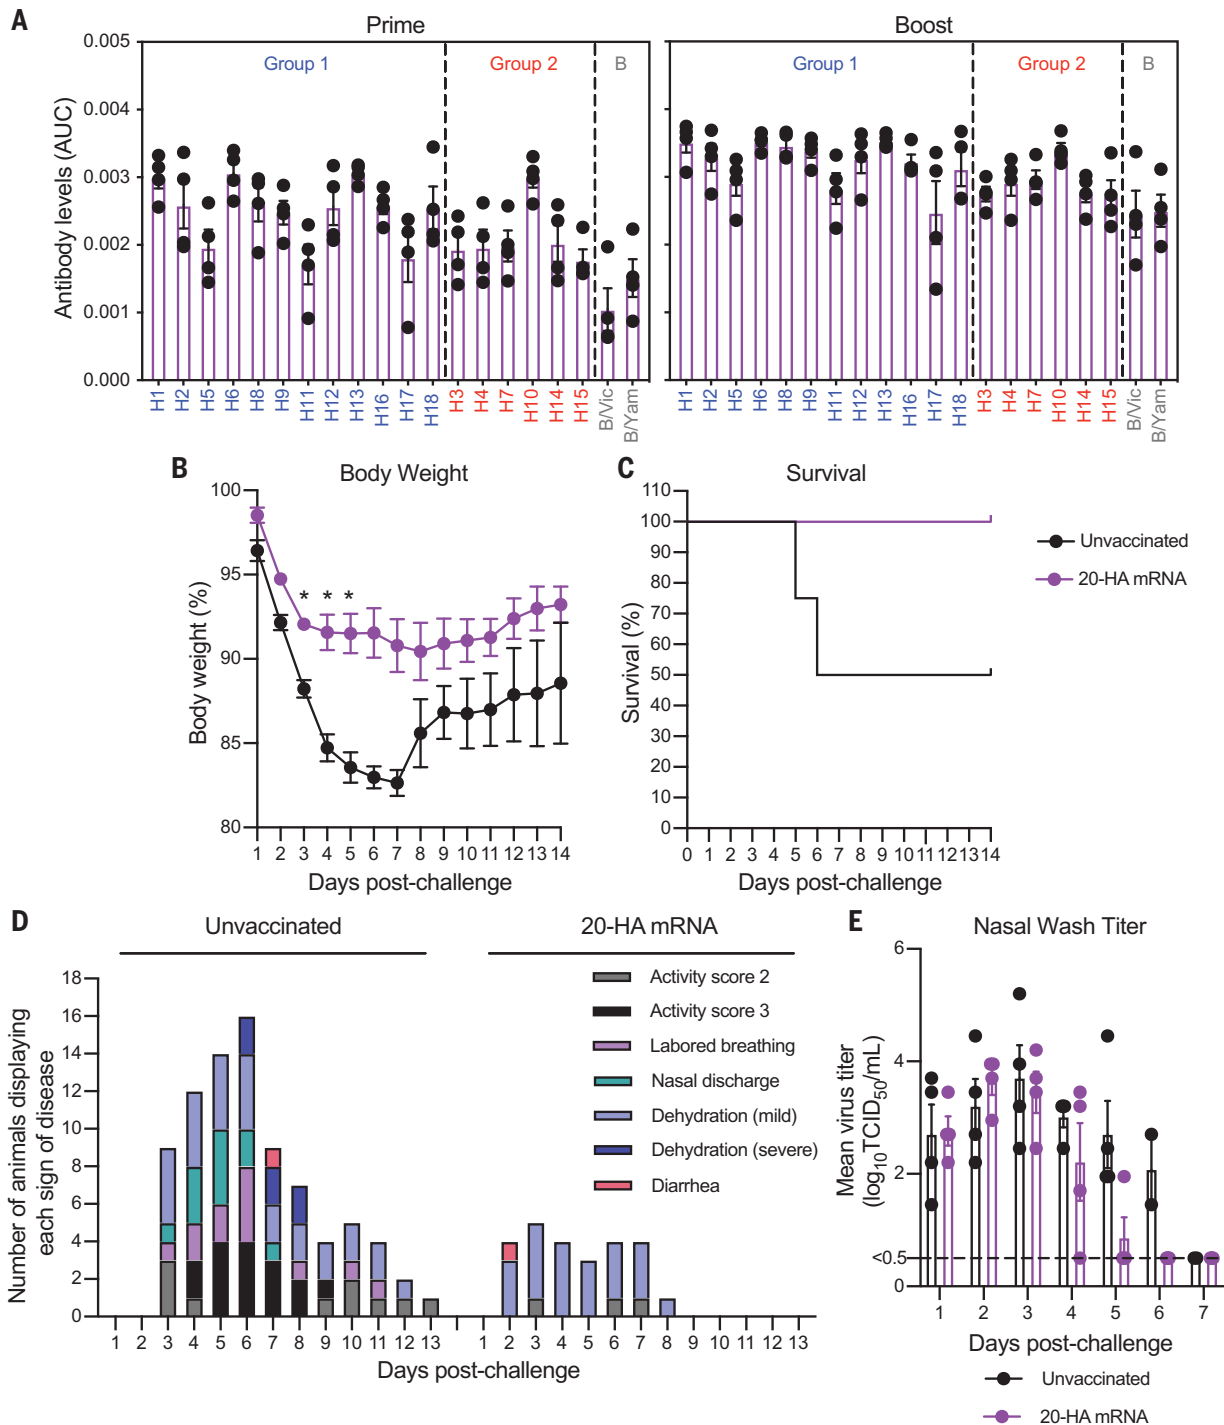 A
Prime
Boost
0.005
0.004
0.003
0.002
0.001
0.000
Antibody levels (AUC)
Group 1
Group 2
B
Group 1
Group 2
B
H1 H2 H5 H6 H8 H9 H11 H12 H13 H16 H17 H18 H3 H4 H7 H10 H14 H15 B/Vic B/Yam
H1 H2 H5 H6 H8 H9 H11 H12 H13 H16 H17 H18 H3 H4 H7 H10 H14 H15 B/Vic B/Yam
B
Body Weight
100
95
90
85
80
Body weight (%)
* * *
1 2 3 4 5 6 7 8 9 10 11 12 13 14
Days post-challenge
C
Survival
110
100
90
80
70
60
50
40
30
20
10
0
Survival (%)
0 1 2 3 4 5 6 7 8 9 10 11 12 13 14
Days post-challenge
Unvaccinated
20-HA mRNA
D
Unvaccinated
20-HA mRNA
18
16
14
12
10
8
6
4
2
0
Number of animals displaying
each sign of disease
Activity score 2
Activity score 3
Labored breathing
Nasal discharge
Dehydration (mild)
Dehydration (severe)
Diarrhea
1 2 3 4 5 6 7 8 9 10 11 12 13
1 2 3 4 5 6 7 8 9 10 11 12 13
Days post-challenge
E
Nasal Wash Titer
6
4
2
<0.5
0
Mean virus titer
(log10TCID50/mL)
1 2 3 4 5 6 7
Days post-challenge
Unvaccinated
20-HA mRNA